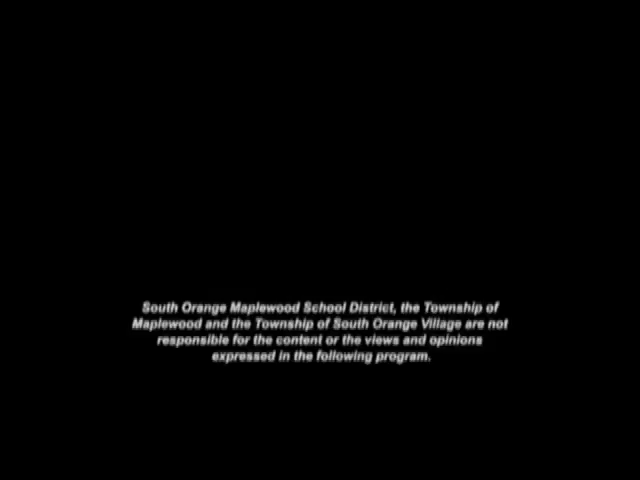 South Orange Maplewood School District, the Township of
Maplewood and the Township of South Orange Village are not
responsible for the content or the views and opinions
expressed in the following program.